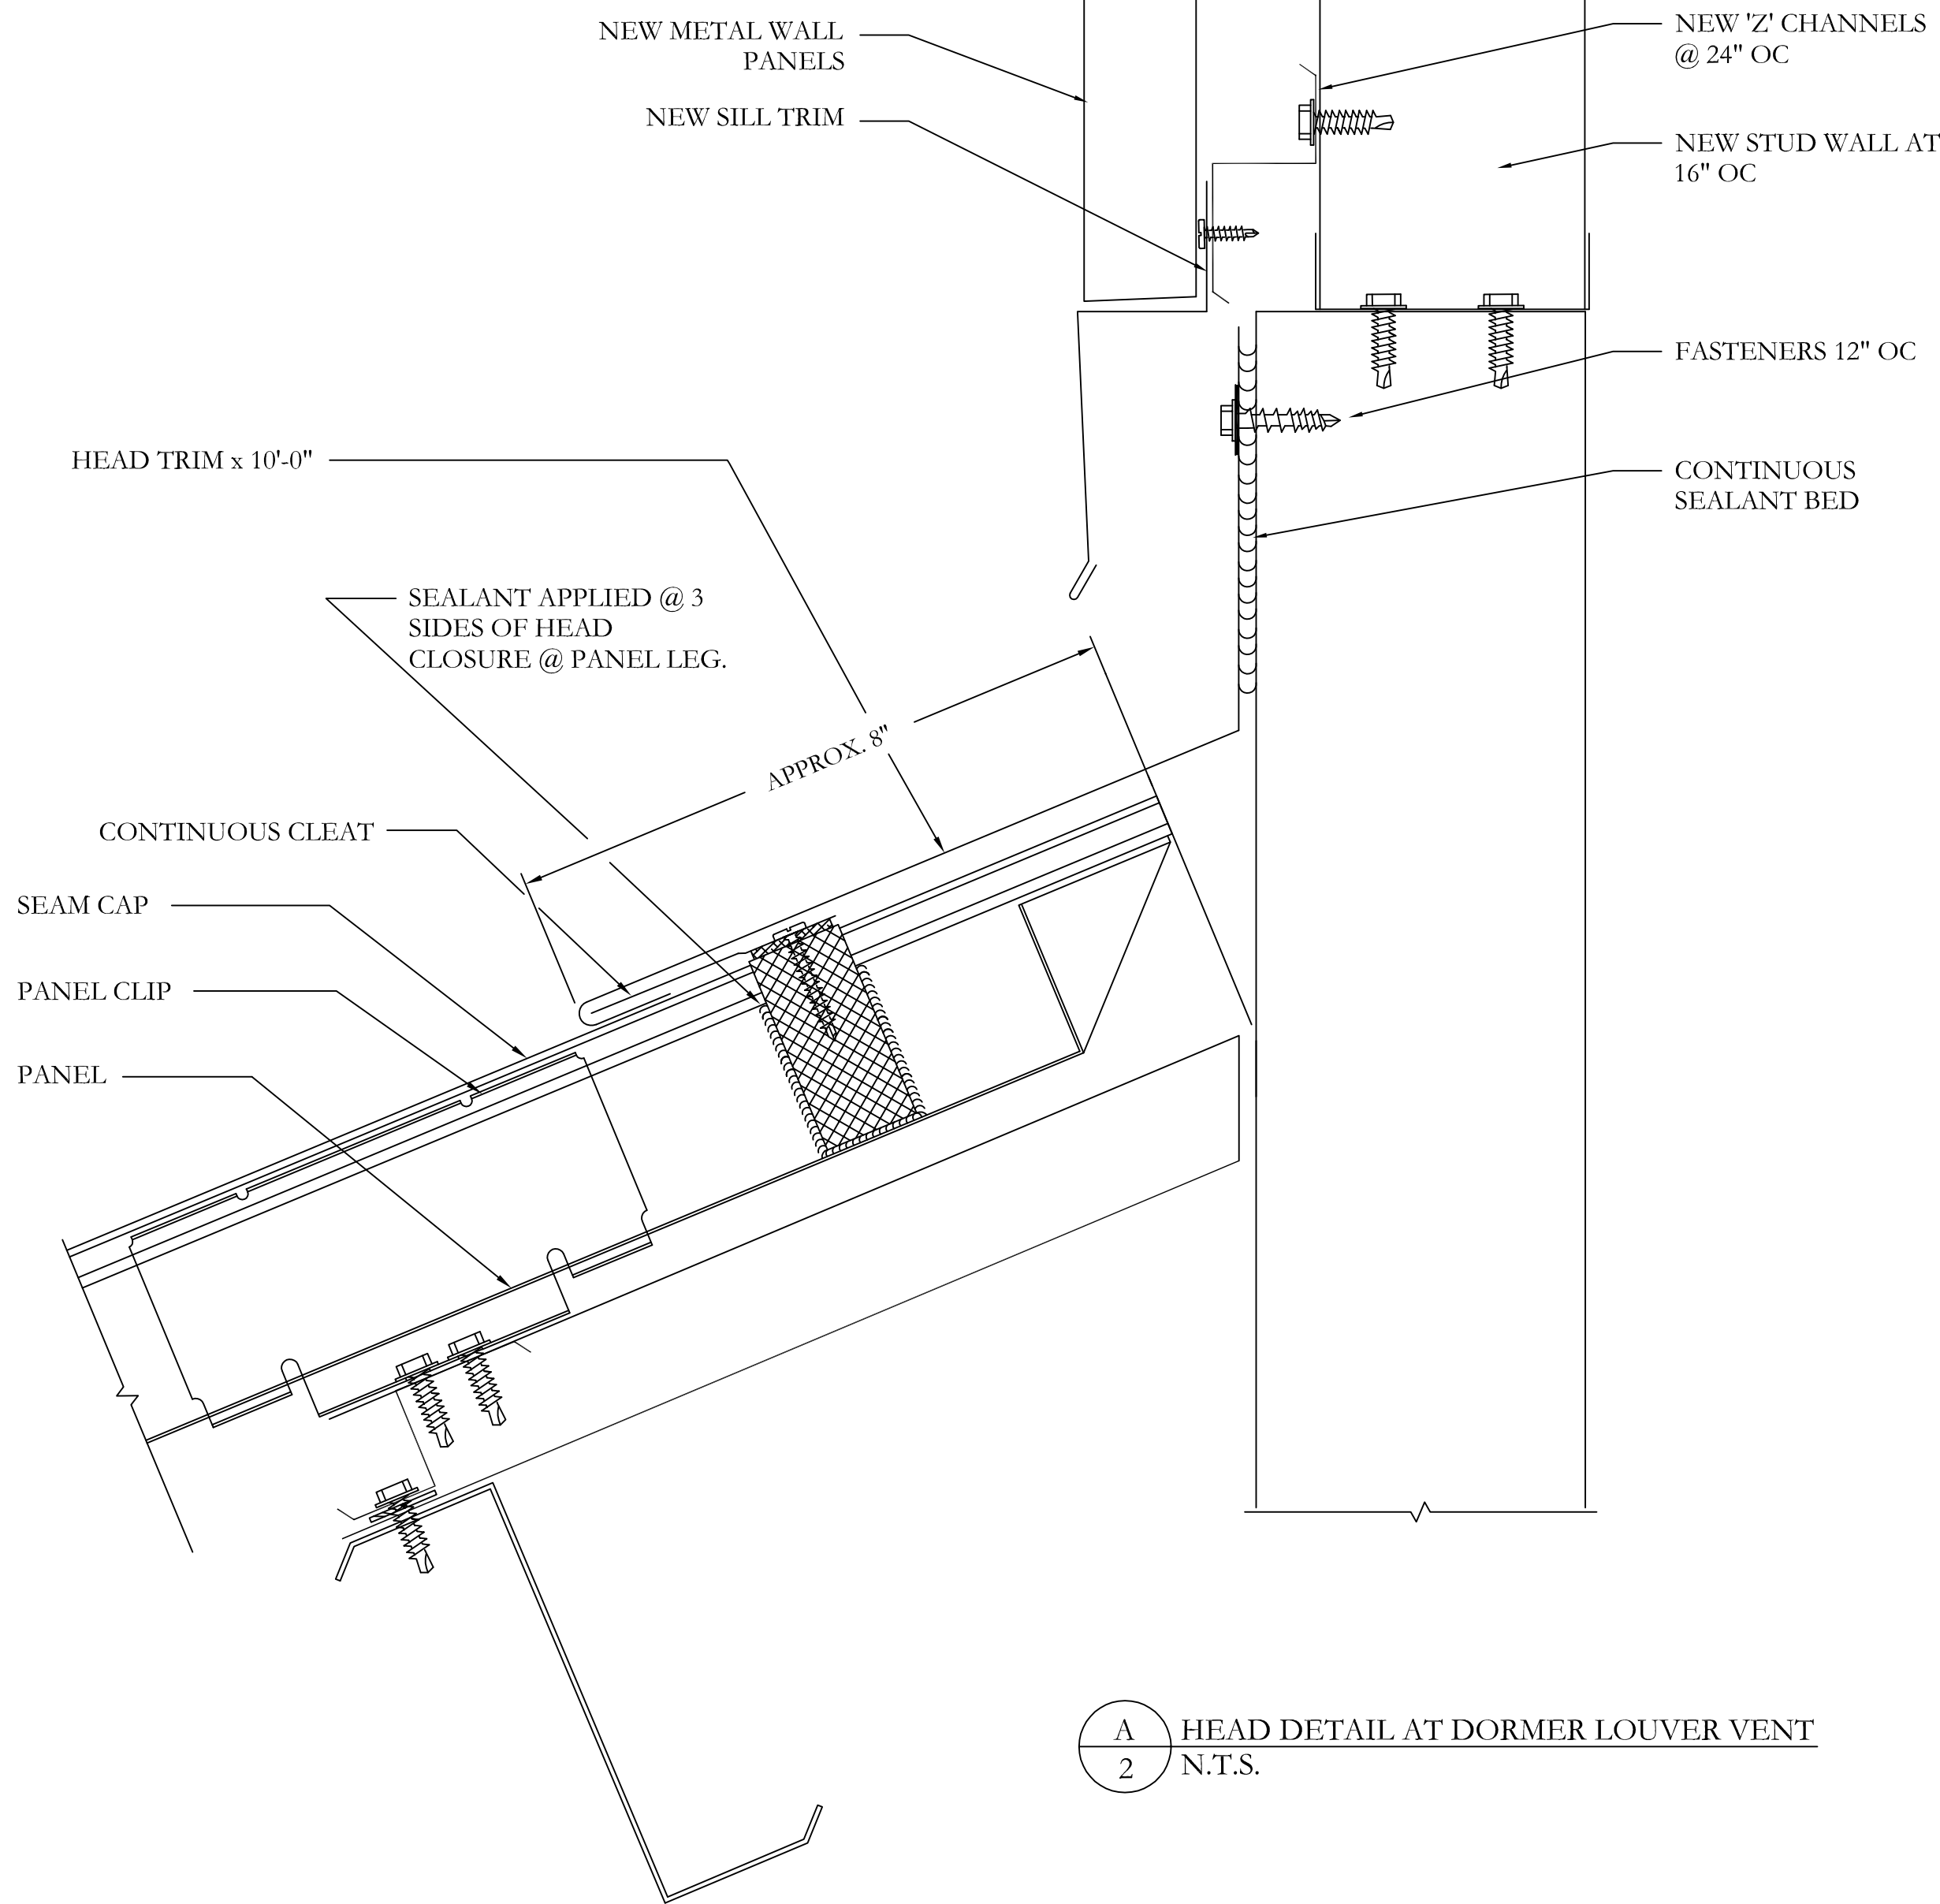 NEW METAL WALL
PANELS
NEW SILL TRIM
NEW 'Z' CHANNELS
@ 24" OC
NEW STUD WALL AT
16" OC
FASTENERS 12" OC
CONTINUOUS
SEALANT BED
HEAD TRIM x 10'-0"
SEALANT APPLIED @ 3
SIDES OF HEAD
CLOSURE @ PANEL LEG.
APPROX. 8"
CONTINUOUS CLEAT
SEAM CAP
PANEL CLIP
PANEL
A
2
HEAD DETAIL AT DORMER LOUVER VENT
N.T.S.